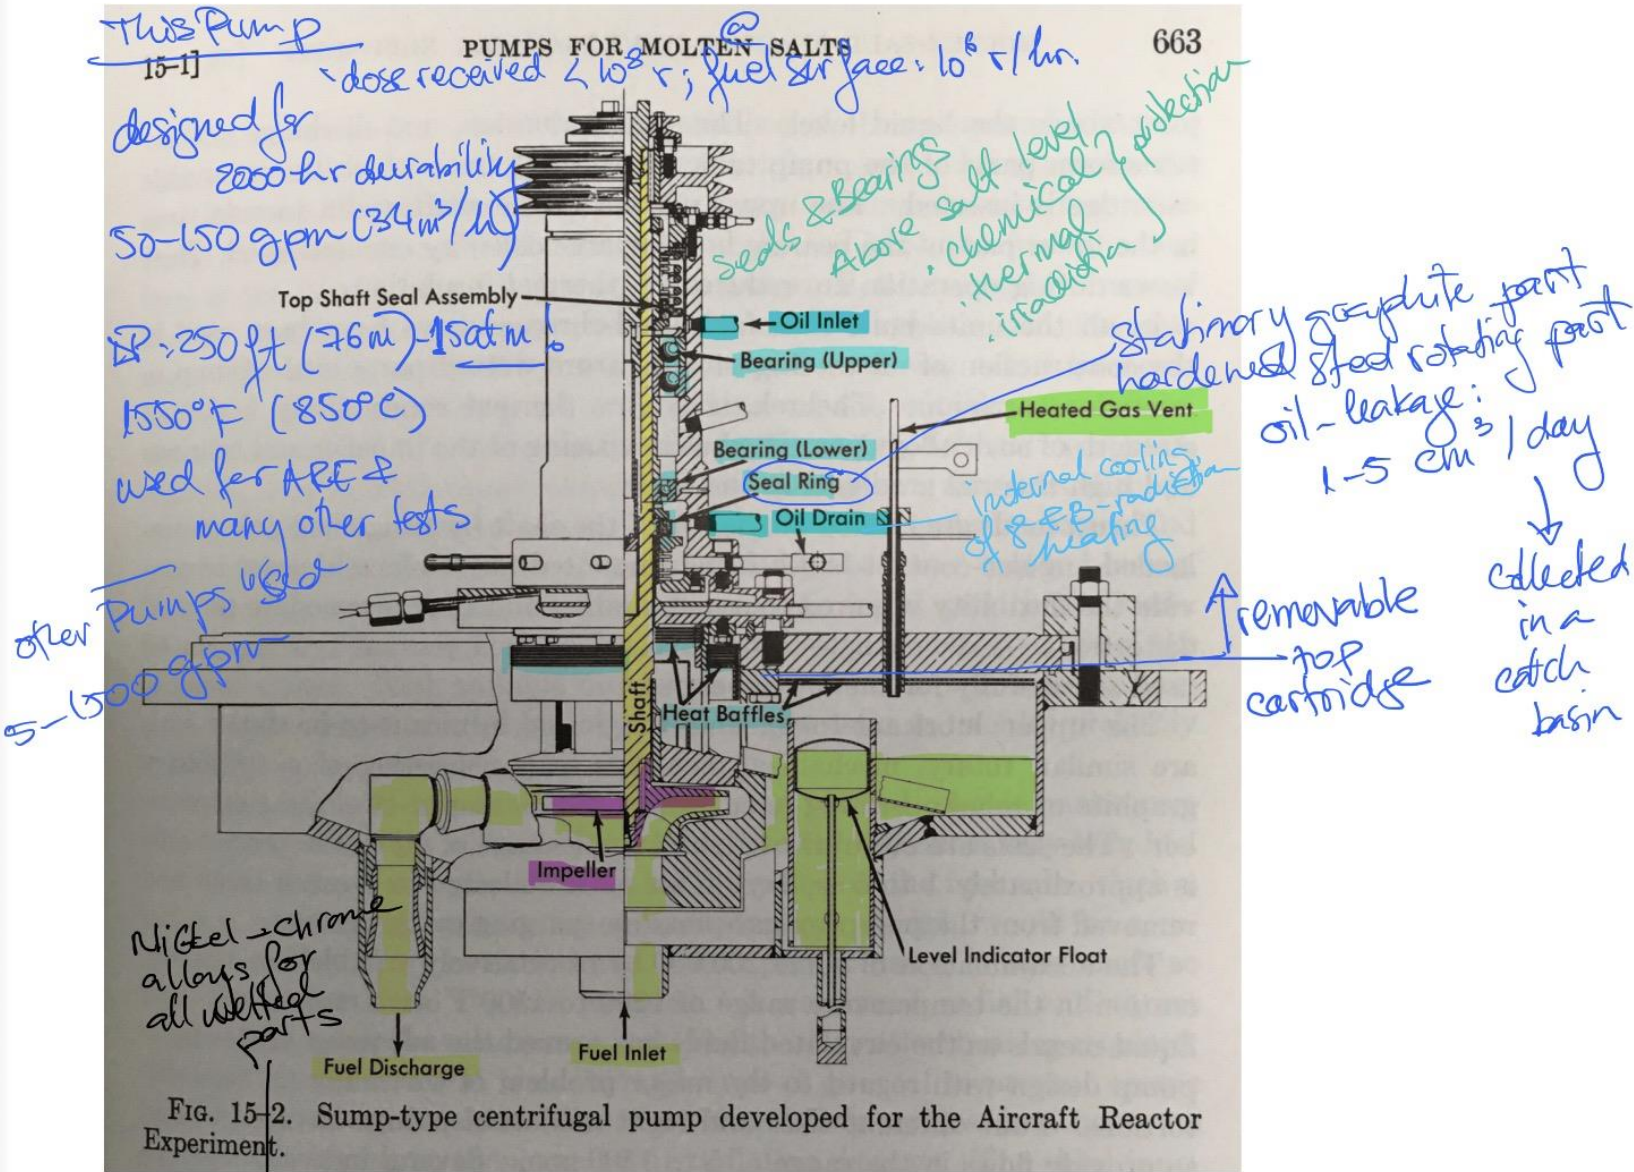 This Pump
@
PUMPS FOR MOLTEN SALTS
663
15-1]
dose received < 10⁸ r; fuel surface: 10⁶ r/hr.
designed for
2000-hr durability
50-150 gpm (34m³/h)
ΔP: 250 ft (76m) - 15atm!
1550°F (850°C)
used for ARE &
many other tests
other Pumps used
5-1500 gpm
Seals & Bearings
Above salt level
· chemical
· thermal
· irradiation
protection
Top Shaft Seal Assembly
Oil Inlet
Bearing (Upper)
Heated Gas Vent
Bearing (Lower)
Seal Ring
Oil Drain
stationary graphite part
hardened steel rotating part
oil-leakage:
1-5 cm³/day
collected
in a
catch
basin
internal cooling
of & β-radiation
heating
removable
top
cartridge
Shaft
Heat Baffles
Impeller
Level Indicator Float
Nickel-chrome
alloys for
all wetted
parts
Fuel Discharge
Fuel Inlet
FIG. 15-2. Sump-type centrifugal pump developed for the Aircraft Reactor
Experiment.